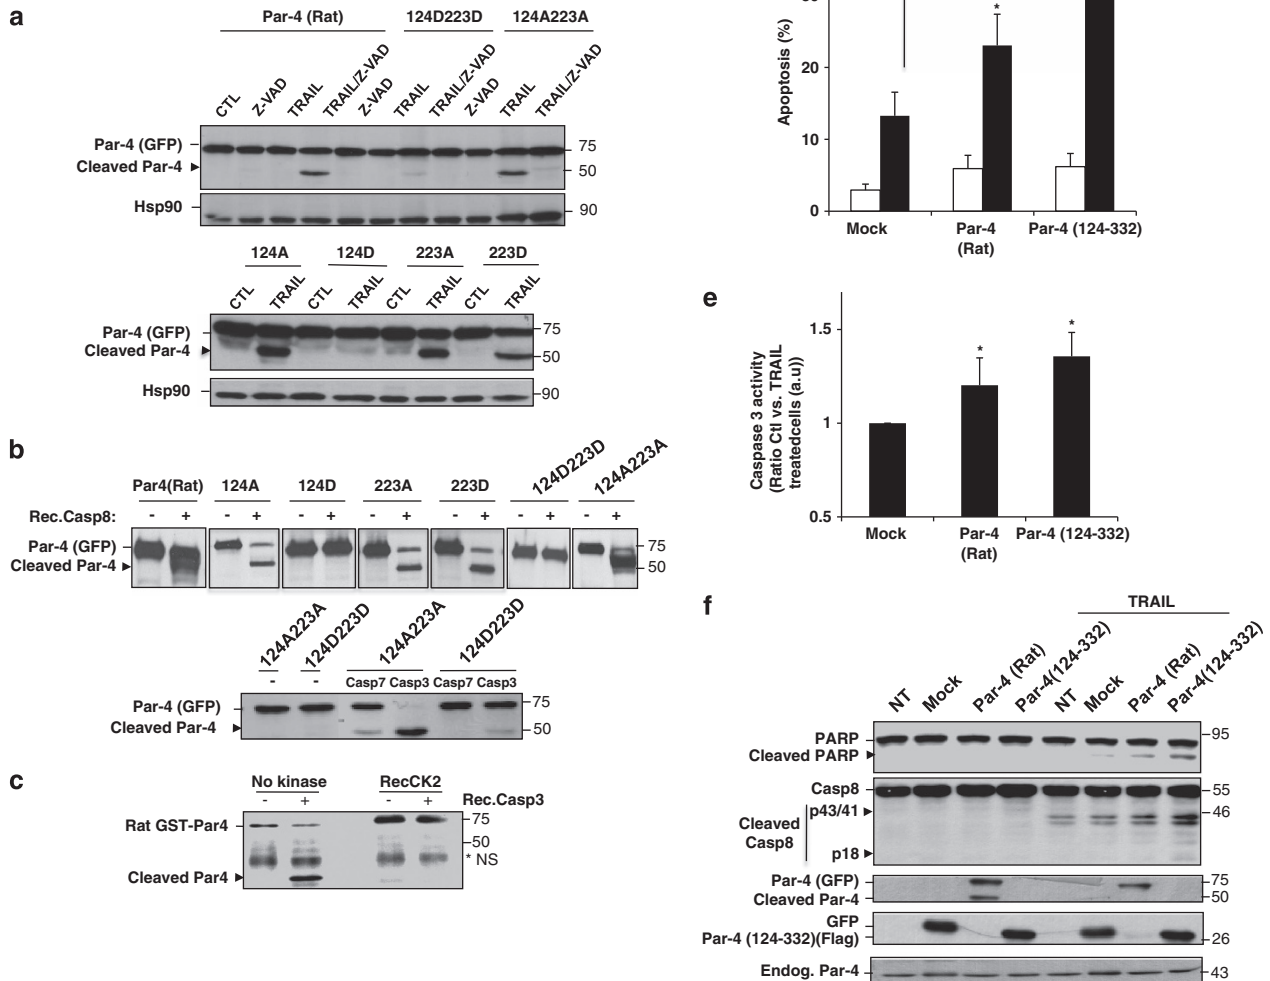 a
Par-4 (Rat) 124D223D 124A223A
CTL Z-VAD TRAIL TRAIL/Z-VAD Z-VAD TRAIL TRAIL/Z-VAD Z-VAD TRAIL TRAIL/Z-VAD
Par-4 (GFP) 75
Cleaved Par-4 50
Hsp90 90
124A 124D 223A 223D
CTL TRAIL CTL TRAIL CTL TRAIL CTL TRAIL
Par-4 (GFP) 75
Cleaved Par-4 50
Hsp90 90
b
Par4(Rat) 124A 124D 223A 223D 124D223D 124A223A
Rec.Casp8: - + - + - + - + - + - + - +
Par-4 (GFP) 75
Cleaved Par-4 50
124A223A 124D223D 124A223A 124D223D
- - Casp7 Casp3 Casp7 Casp3
Par-4 (GFP) 75
Cleaved Par-4 50
c
No kinase RecCK2
- + - + Rec.Casp3
Rat GST-Par4 75
50
* NS
Cleaved Par4
Apoptosis (%)
*
20
10
0
Mock Par-4 (Rat) Par-4 (124-332)
e
Caspase 3 activity
(Ratio Ctl vs. TRAIL
treatedcells (a.u))
1.5
1
0.5
* *
Mock Par-4 (Rat) Par-4 (124-332)
f
TRAIL
NT Mock Par-4 (Rat) Par-4(124-332) NT Mock Par-4 (Rat) Par-4(124-332)
PARP 95
Cleaved PARP
Casp8 55
p43/41 46
Cleaved
Casp8
p18
Par-4 (GFP) 75
Cleaved Par-4 50
GFP
Par-4 (124-332)(Flag) 26
Endog. Par-4 43